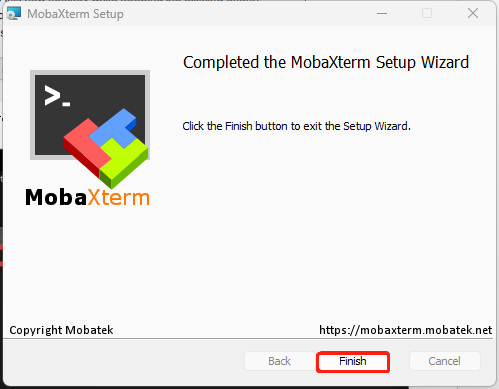 MobaXterm Setup
Completed the MobaXterm Setup Wizard
Click the Finish button to exit the Setup Wizard.
MobaXterm
Copyright Mobatek
https://mobaxterm.mobatek.net
Back
Finish
Cancel